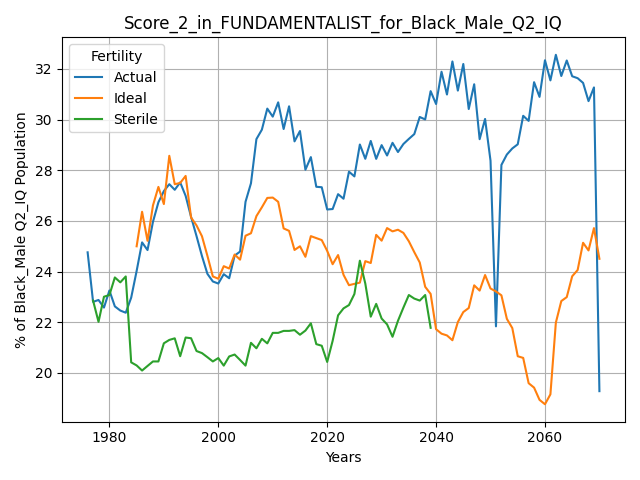 Score_2_in_FUNDAMENTALIST_for_Black_Male_Q2_IQ
Fertility
Actual
Ideal
Sterile
% of Black_Male Q2_IQ Population
32
30
28
26
24
22
20
1980
2000
2020
2040
2060
Years